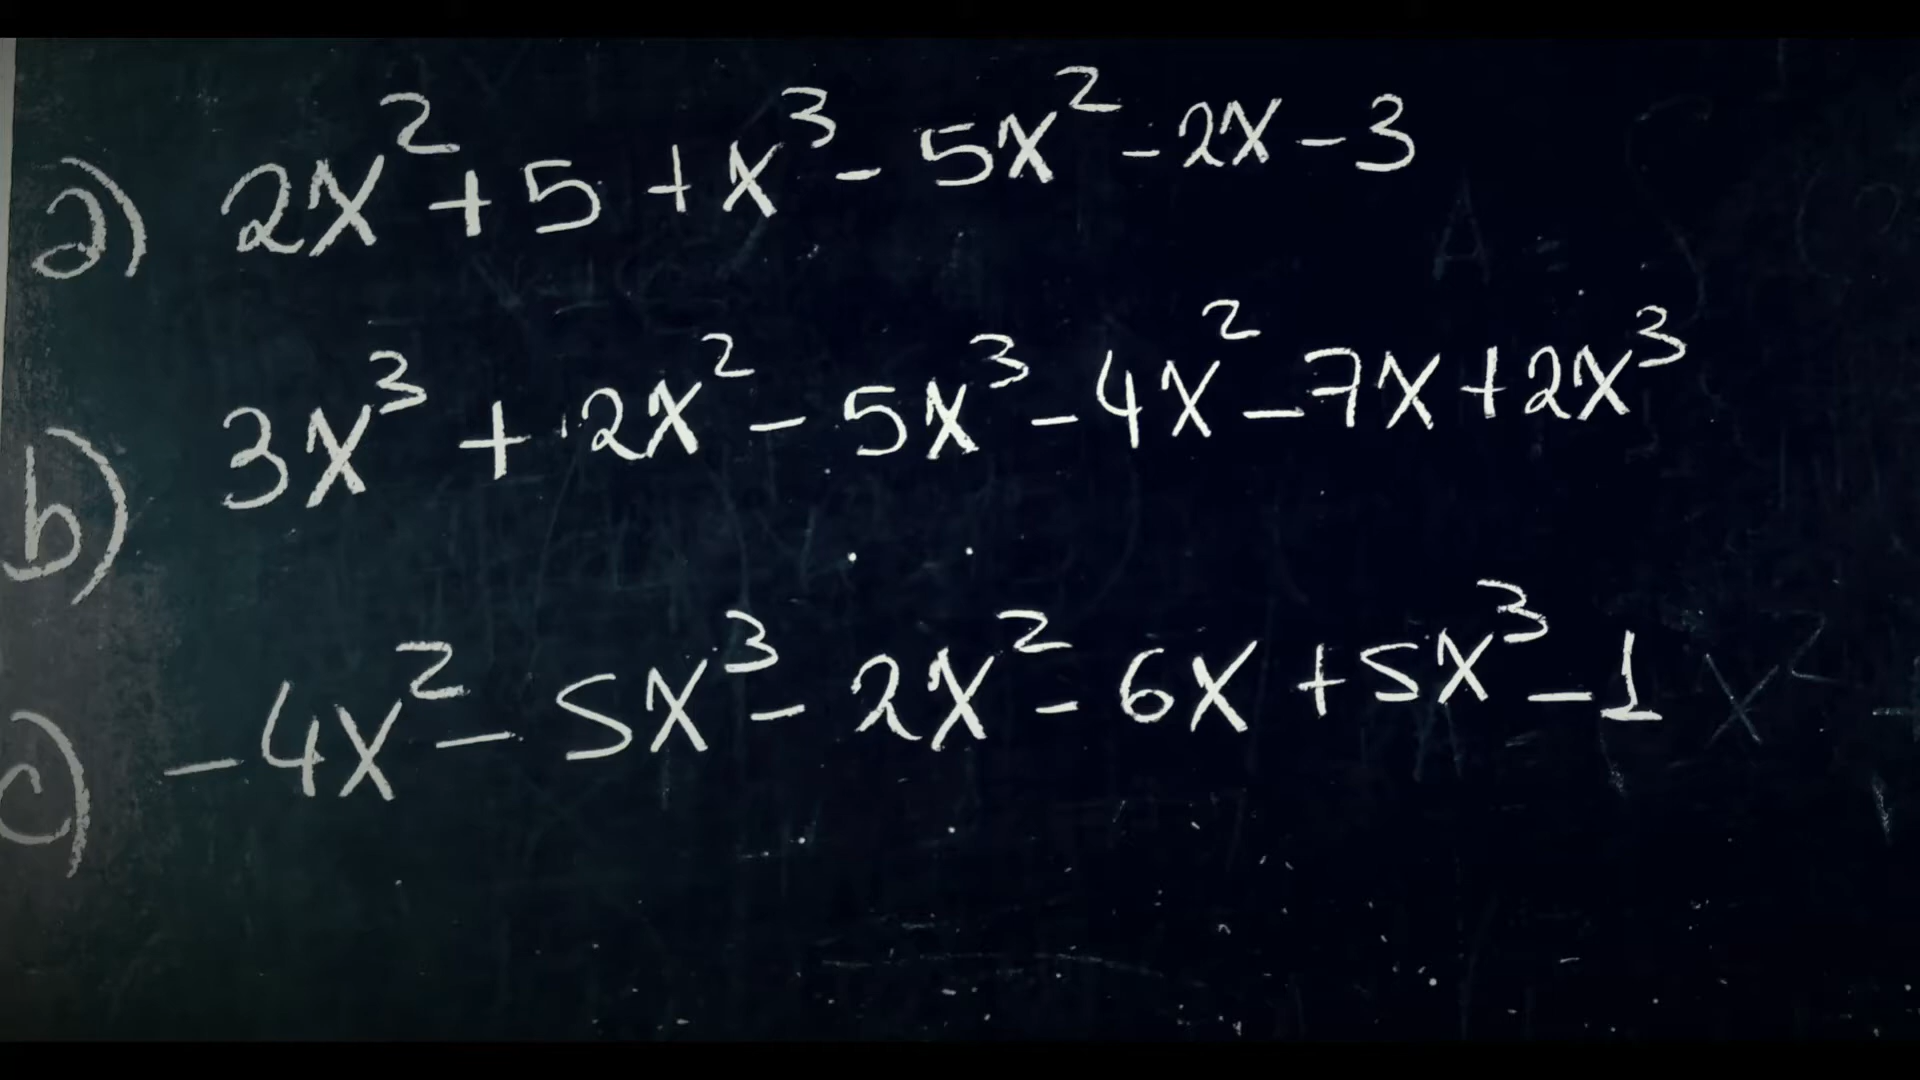 a) 2x² + 5 + x³ - 5x² - 2x - 3
b) 3x³ + 2x² - 5x³ - 4x² - 7x + 2x³
c) -4x² - 5x³ - 2x² - 6x + 5x³ - 1